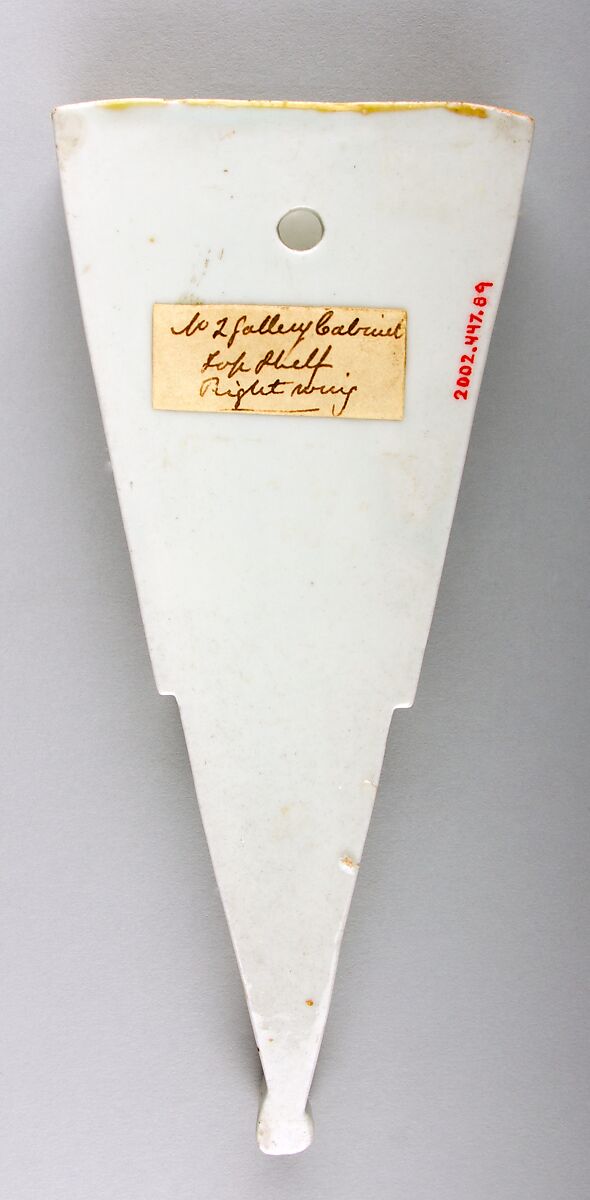 No 2 Gallery Cabinet
Top Shelf
Right wing
2002.447.89